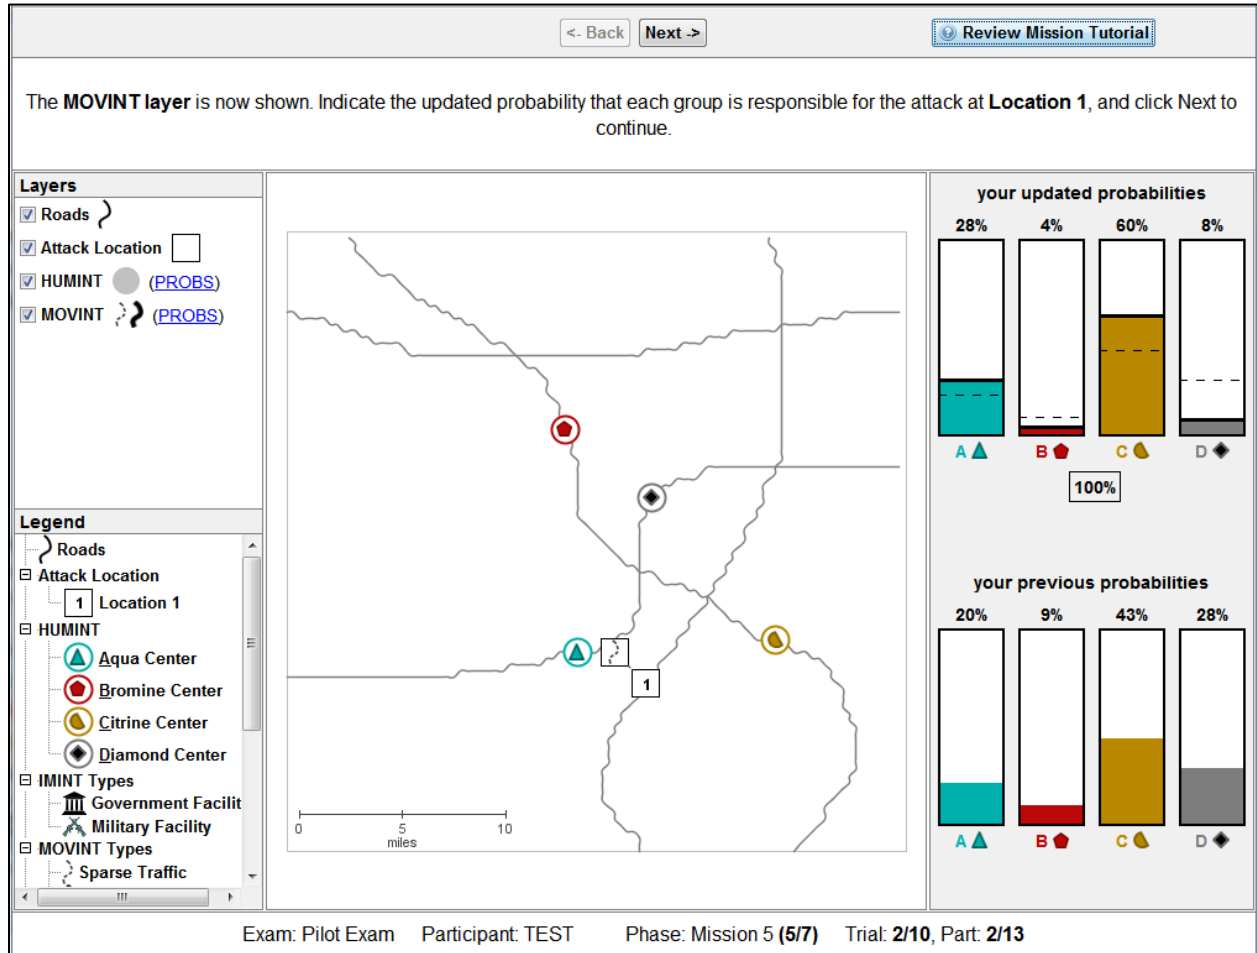 <- Back Next -> Review Mission Tutorial
The MOVINT layer is now shown. Indicate the updated probability that each group is responsible for the attack at Location 1, and click Next to
continue.
Layers
Roads
Attack Location
HUMINT (PROBS)
MOVINT (PROBS)
Legend
Roads
Attack Location
1 Location 1
HUMINT
Aqua Center
Bromine Center
Citrine Center
Diamond Center
IMINT Types
Government Facilit
Military Facility
MOVINT Types
Sparse Traffic
1
0 5 10
miles
your updated probabilities
28% 4% 60% 8%
A B C D
100%
your previous probabilities
20% 9% 43% 28%
A B C D
Exam: Pilot Exam Participant: TEST Phase: Mission 5 (5/7) Trial: 2/10, Part: 2/13